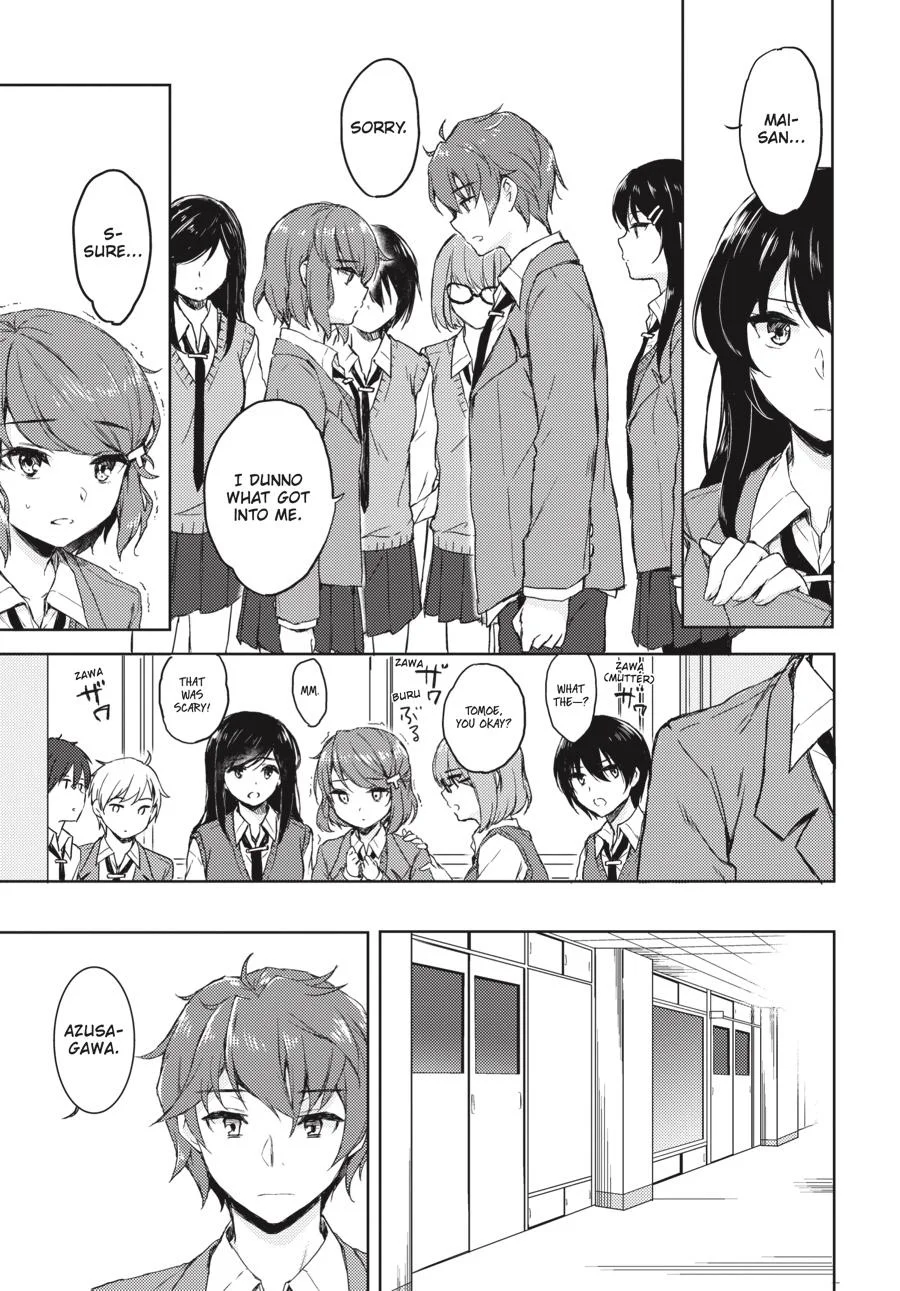 MAI-
SAN...
SORRY.
I DUNNO
WHAT GOT
INTO ME.
S-
SURE...
ZAWA
(MUTTER)
ザワ
WHAT
THE—?
TOMOE,
YOU OKAY?
ZAWA
ザワ
BURU
ぶる
MM.
THAT
WAS
SCARY!
ZAWA
ザワ
AZUSA-
GAWA.